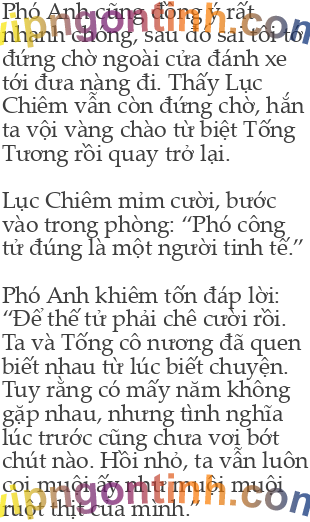 Phó Anh cũng đồng ý rất
nhanh chóng, sau đó sai tôi tớ
đứng chờ ngoài cửa đánh xe
tới đưa nàng đi. Thấy Lục
Chiêm vẫn còn đứng chờ, hắn
ta vội vàng chào từ biệt Tống
Tương rồi quay trở lại.
Lục Chiêm mỉm cười, bước
vào trong phòng: “Phó công
tử đúng là một người tinh tế.”
Phó Anh khiêm tốn đáp lời:
“Để thế tử phải chê cười rồi.
Ta và Tống cô nương đã quen
biết nhau từ lúc biết chuyện.
Tuy rằng có mấy năm không
gặp nhau, nhưng tình nghĩa
lúc trước cũng chưa vơi bớt
chút nào. Hồi nhỏ, ta vẫn luôn
coi muội ấy như muội muội
ruột thịt của mình.”
vipngontinh.com
vipngontinh.com